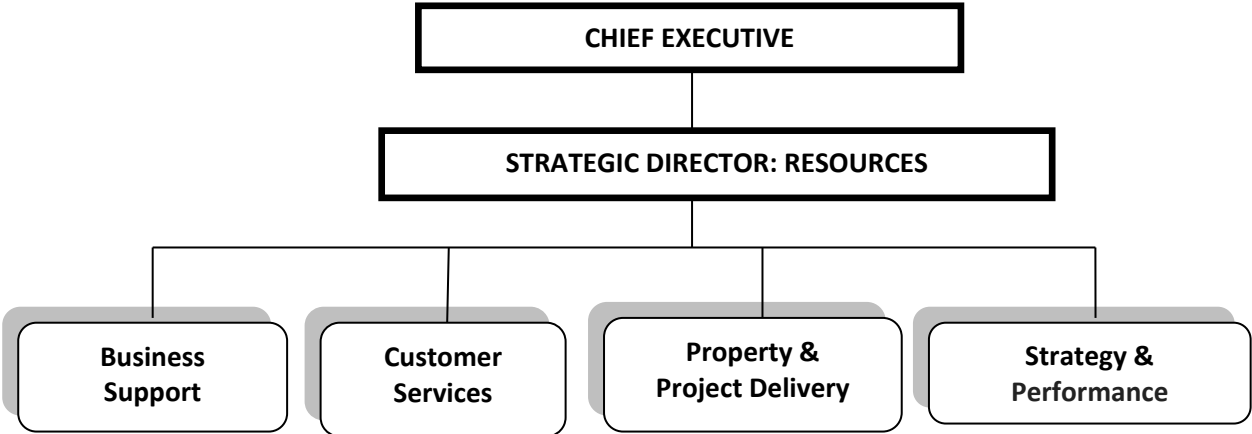 CHIEF EXECUTIVE
STRATEGIC DIRECTOR: RESOURCES
Business
Support
Customer
Services
Property &
Project Delivery
Strategy &
Performance